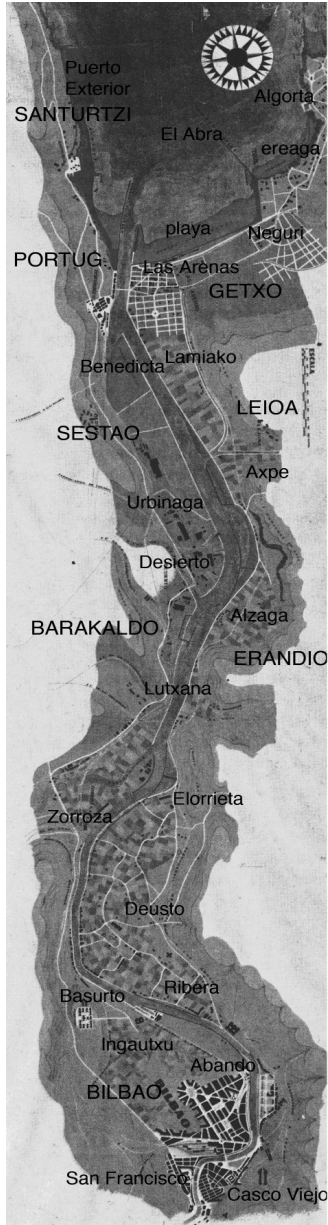 Puerto
Exterior
Algorta
SANTURTZI
El Abra
ereaga
playa
Neguri
PORTUG.
Las Arenas
GETXO
Lamiako
Benedicta
ESCALA
LEIOA
SESTAO
Axpe
Urbinaga
Desierto
Alzaga
BARAKALDO
ERANDIO
Lutxana
Elorrieta
Zorroza
Deusto
Ribera
Basurto
Ingautxu
Abando
BILBAO
San Francisco
Casco Viejo